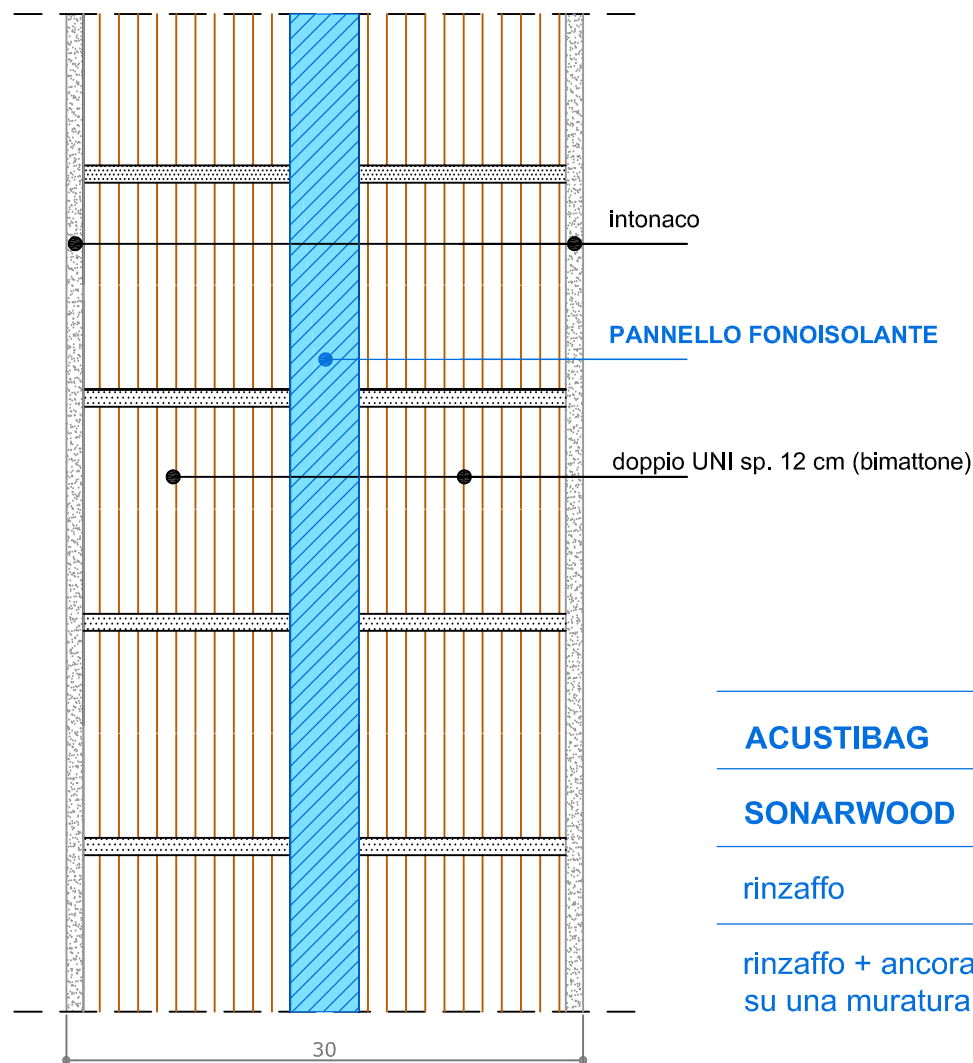 intonaco
PANNELLO FONOISOLANTE
doppio UNI sp. 12 cm (bimattone)
ACUSTIBAG
SONARWOOD
rinzaffo
rinzaffo + ancora
su una muratura
30